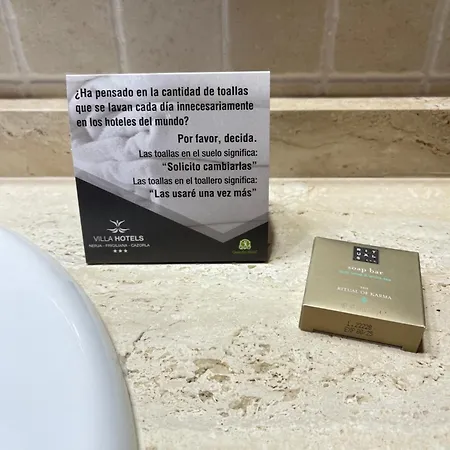 ¿Ha pensado en la cantidad de toallas
que se lavan cada día innecesariamente
en los hoteles del mundo?
Por favor, decida.
Las toallas en el suelo significa:
“Solicito cambiarlas”
Las toallas en el toallero significa:
“Las usaré una vez más”
VILLA HOTELS
NERJA - FRIGILIANA - CAZORLA
RITUALS
soap bar
THE
RITUAL OF KARMA